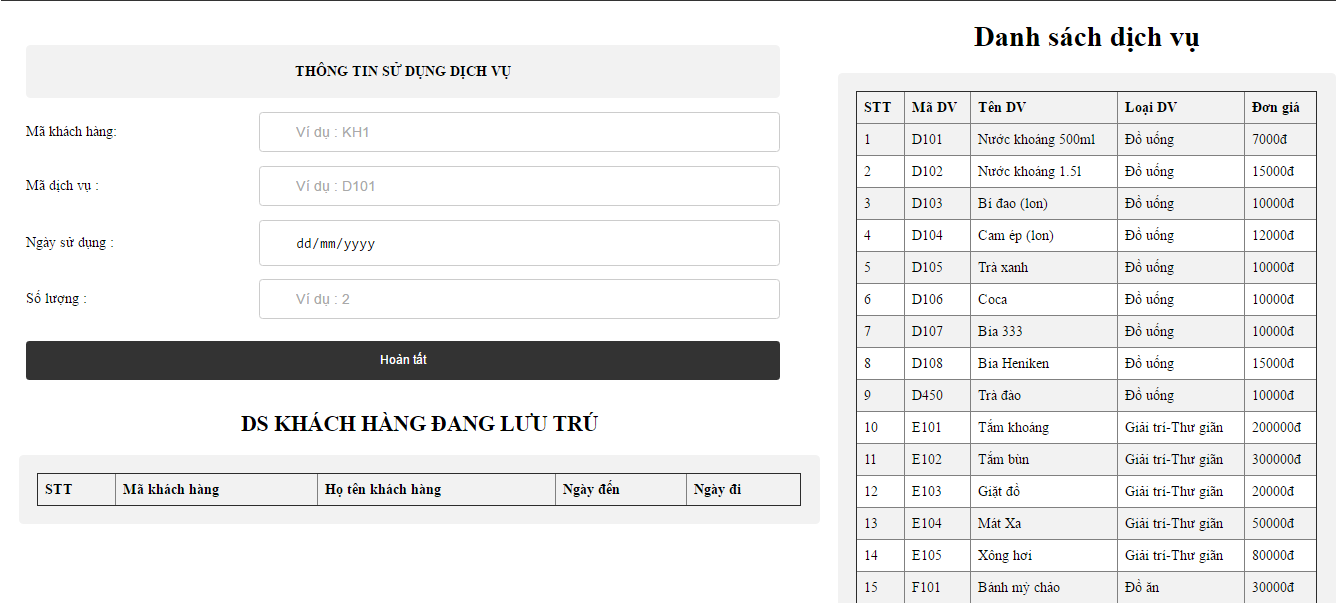 THÔNG TIN SỬ DỤNG DỊCH VỤ
Mã khách hàng:
Ví dụ : KH1
Mã dịch vụ :
Ví dụ : D101
Ngày sử dụng :
dd/mm/yyyy
Số lượng :
Ví dụ : 2
Hoàn tất
DS KHÁCH HÀNG ĐANG LƯU TRÚ
STT Mã khách hàng Họ tên khách hàng Ngày đến Ngày đi
Danh sách dịch vụ
STT Mã DV Tên DV Loại DV Đơn giá
1 D101 Nước khoáng 500ml Đồ uống 7000đ
2 D102 Nước khoáng 1.5l Đồ uống 15000đ
3 D103 Bí đao (lon) Đồ uống 10000đ
4 D104 Cam ép (lon) Đồ uống 12000đ
5 D105 Trà xanh Đồ uống 10000đ
6 D106 Coca Đồ uống 10000đ
7 D107 Bia 333 Đồ uống 10000đ
8 D108 Bia Heniken Đồ uống 15000đ
9 D450 Trà đào Đồ uống 10000đ
10 E101 Tắm khoáng Giải trí-Thư giãn 200000đ
11 E102 Tắm bùn Giải trí-Thư giãn 300000đ
12 E103 Giặt đồ Giải trí-Thư giãn 20000đ
13 E104 Mát Xa Giải trí-Thư giãn 50000đ
14 E105 Xông hơi Giải trí-Thư giãn 80000đ
15 F101 Bánh mỳ chảo Đồ ăn 30000đ